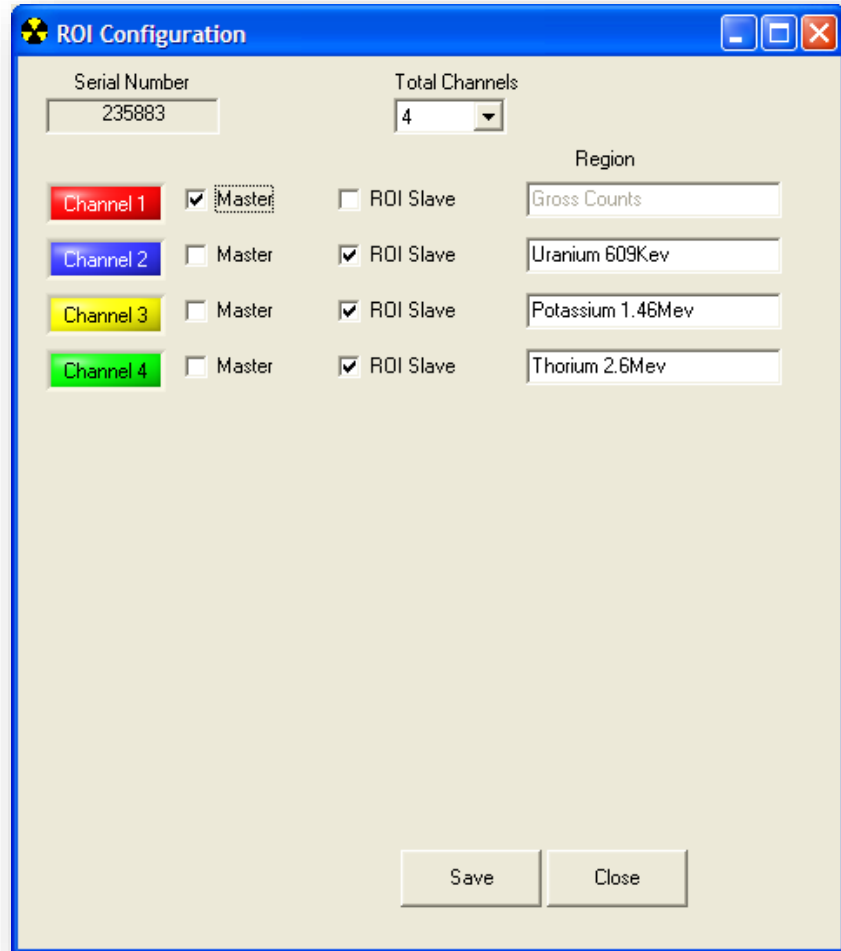 ROI Configuration
Serial Number Total Channels
235883 4
Region
Channel 1 Master ROI Slave Gross Counts
Channel 2 Master ROI Slave Uranium 609Kev
Channel 3 Master ROI Slave Potassium 1.46Mev
Channel 4 Master ROI Slave Thorium 2.6Mev
Save Close